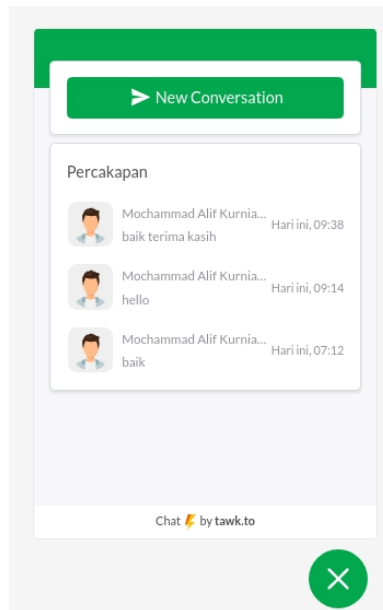 New Conversation
Percakapan
Mochammad Alif Kurnia...
Hari ini, 09:38
baik terima kasih
Mochammad Alif Kurnia...
Hari ini, 09:14
hello
Mochammad Alif Kurnia...
Hari ini, 07:12
baik
Chat by tawk.to